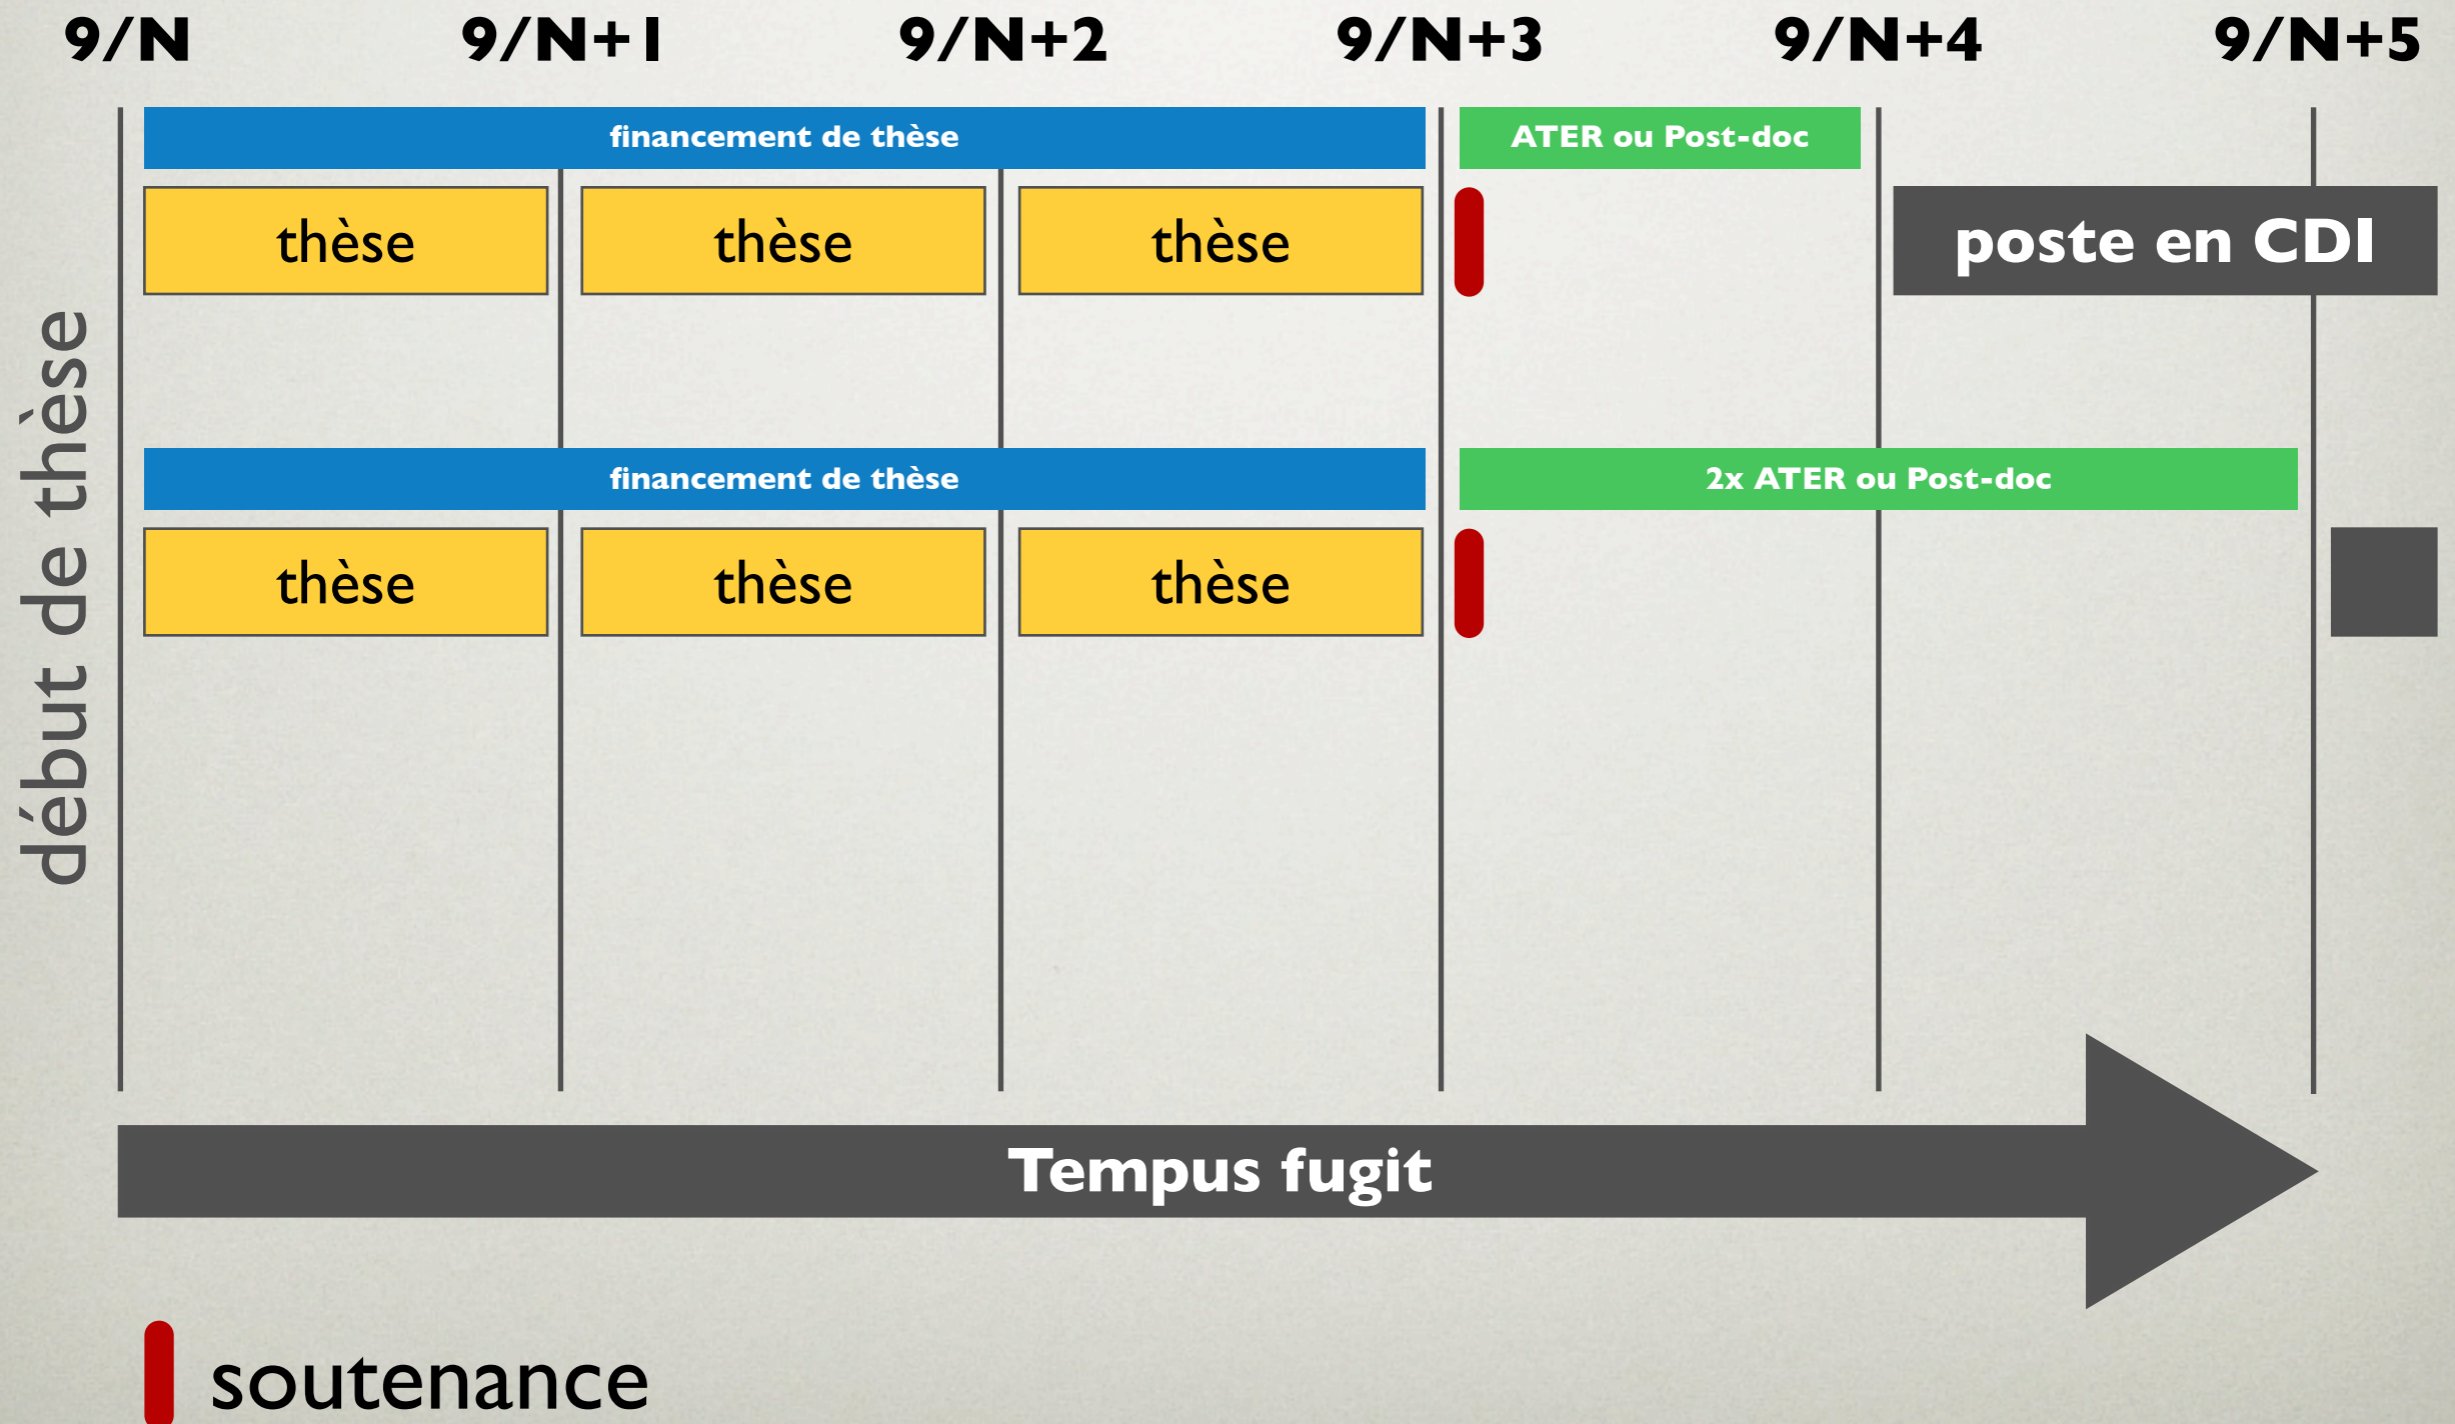 9/N 9/N+1 9/N+2 9/N+3 9/N+4 9/N+5
financement de thèse ATER ou Post-doc
thèse thèse thèse poste en CDI
début de thèse
financement de thèse 2x ATER ou Post-doc
thèse thèse thèse
Tempus fugit
soutenance